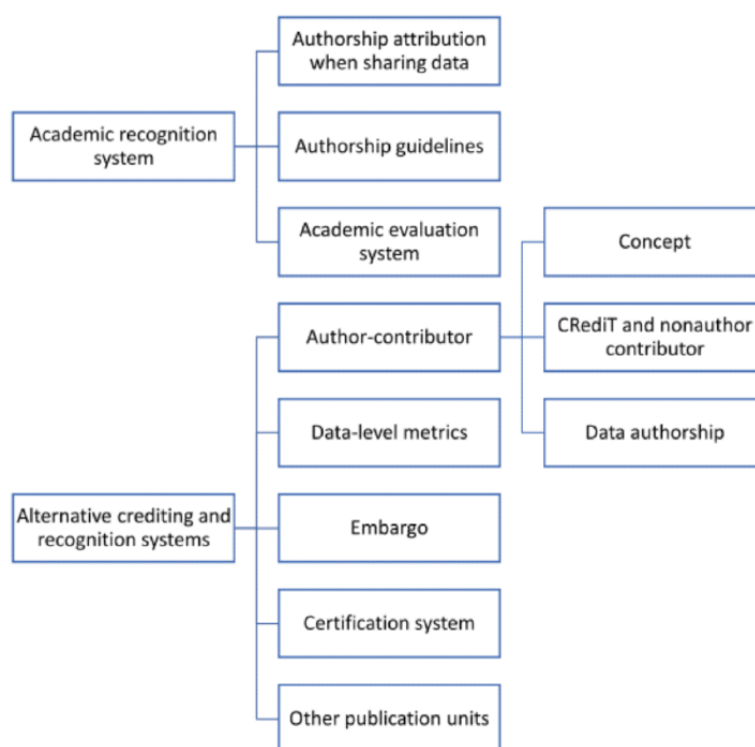 Authorship attribution
when sharing data
Academic recognition
system
Authorship guidelines
Academic evaluation
system
Concept
Author-contributor
CRediT and nonauthor
contributor
Data-level metrics
Data authorship
Alternative crediting and
recognition systems
Embargo
Certification system
Other publication units